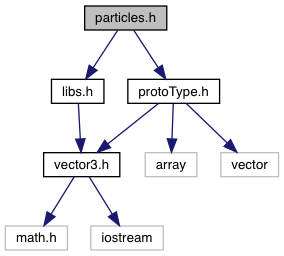 particles.h
libs.h
protoType.h
vector3.h
array
vector
math.h
iostream